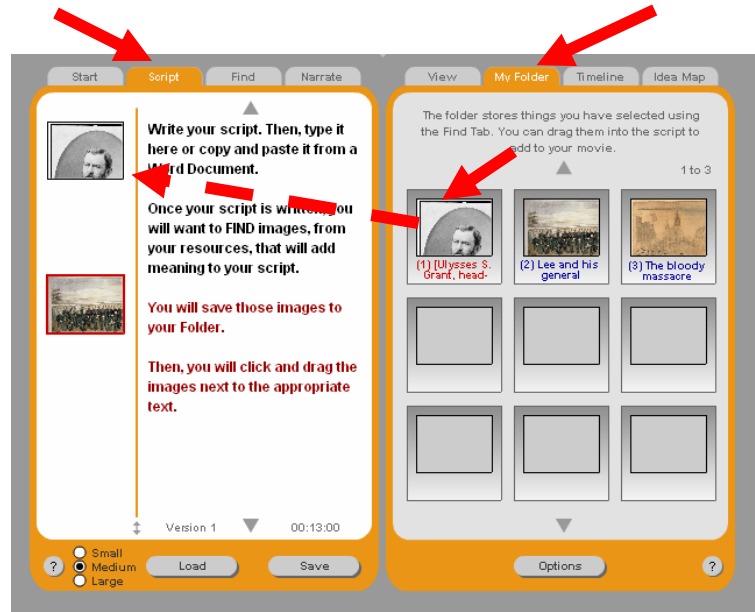 Start
Script
Find
Narrate
Write your script. Then, type it
here or copy and paste it from a
Word Document.
Once your script is written, you
will want to FIND images, from
your resources, that will add
meaning to your script.
You will save those images to
your Folder.
Then, you will click and drag the
images next to the appropriate
text.
Version 1
00:13:00
?
Small
Medium
Large
Load
Save
View
My Folder
Timeline
Idea Map
The folder stores things you have selected using
the Find Tab. You can drag them into the script to
add to your movie.
1 to 3
(1) [Ulysses S.
Grant, head-
(2) Lee and his
general
(3) The bloody
massacre
Options
?